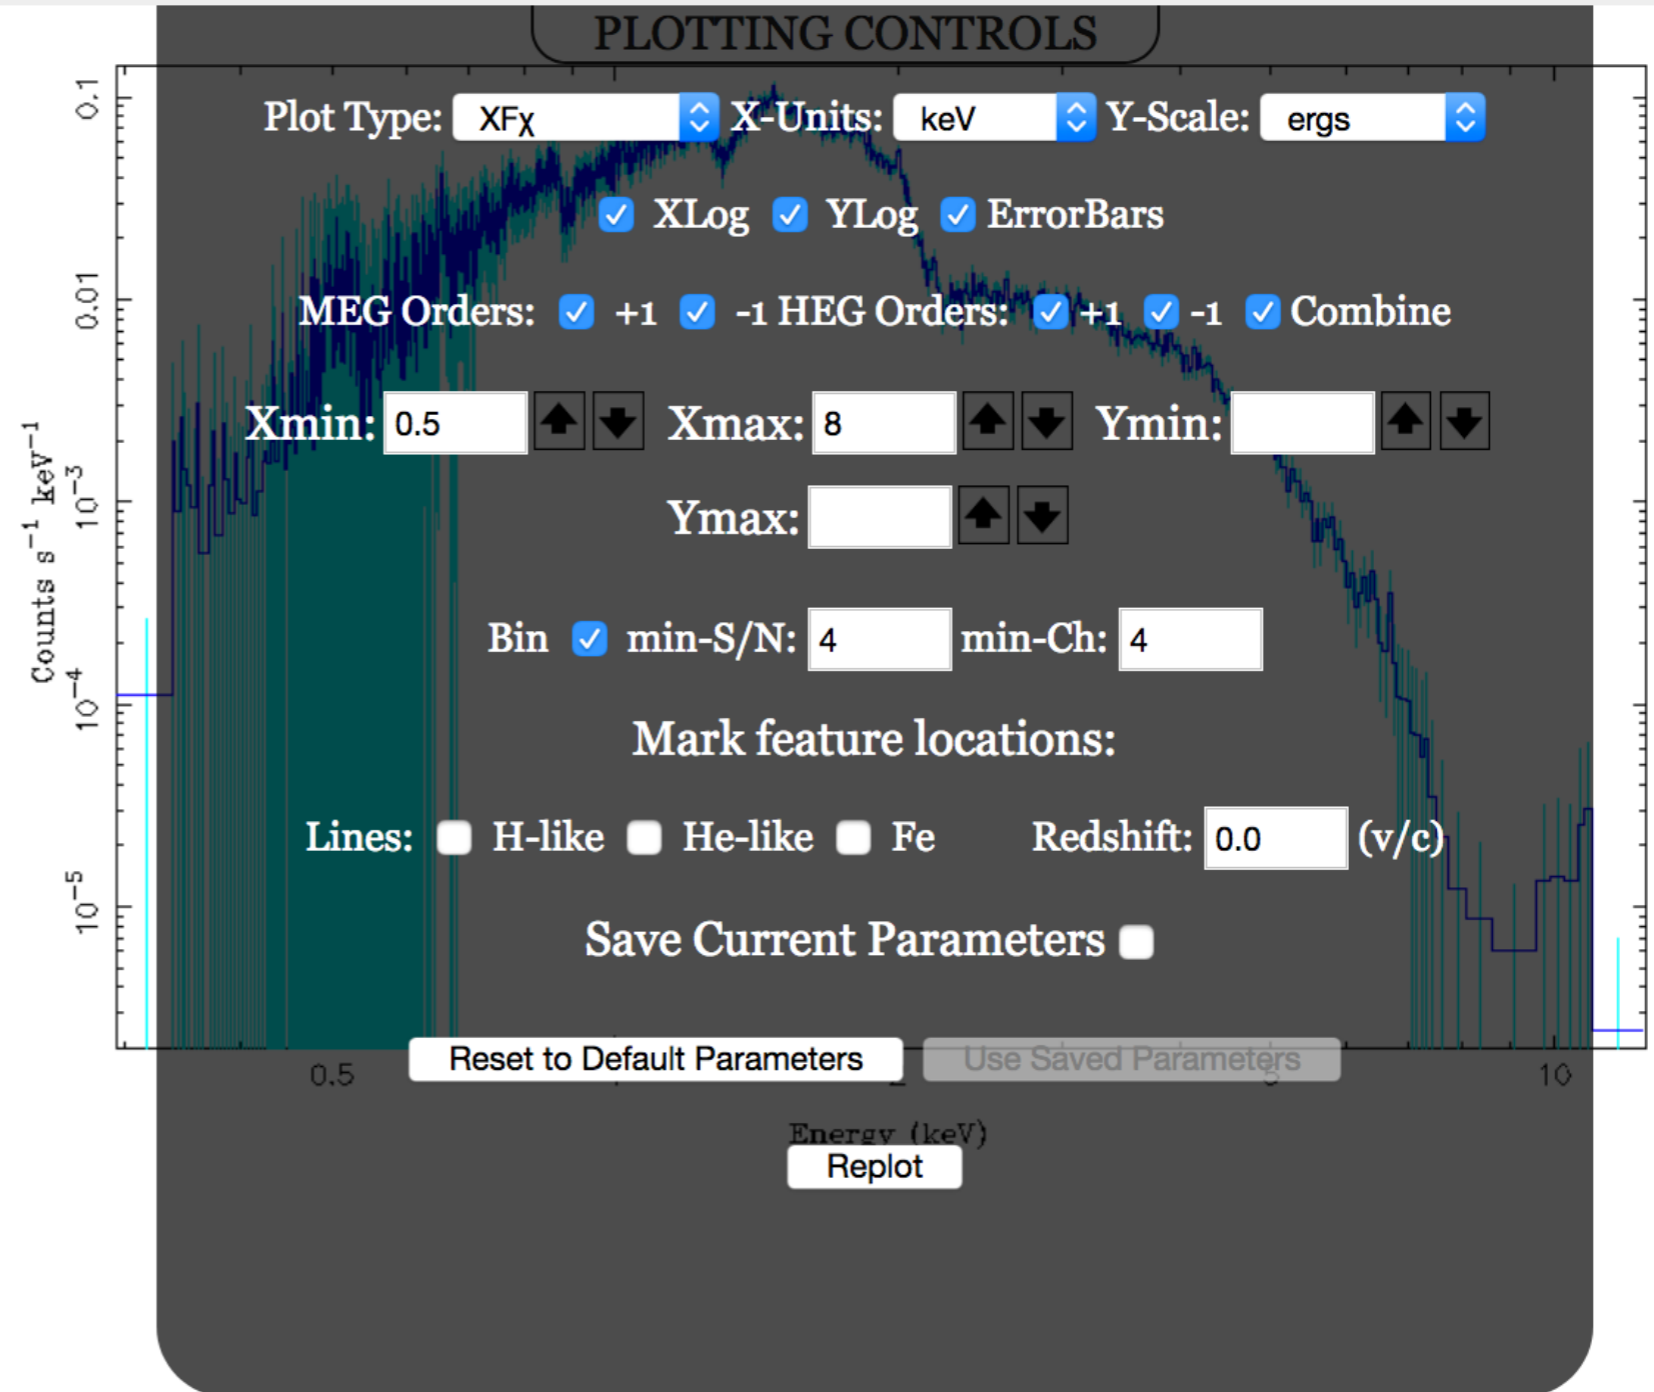 PLOTTING CONTROLS
0.1
Plot Type: XFχ X-Units: keV Y-Scale: ergs
XLog YLog ErrorBars
0.01
MEG Orders: +1 -1 HEG Orders: +1 -1 Combine
Xmin: 0.5 Xmax: 8 Ymin:
Counts s⁻¹ keV⁻¹
10⁻³
Ymax:
Bin min-S/N: 4 min-Ch: 4
10⁻⁴
Mark feature locations:
Lines: H-like He-like Fe Redshift: 0.0 (v/c)
10⁻⁵
Save Current Parameters
Reset to Default Parameters Use Saved Parameters
0.5 2 5 10
Energy (keV)
Replot